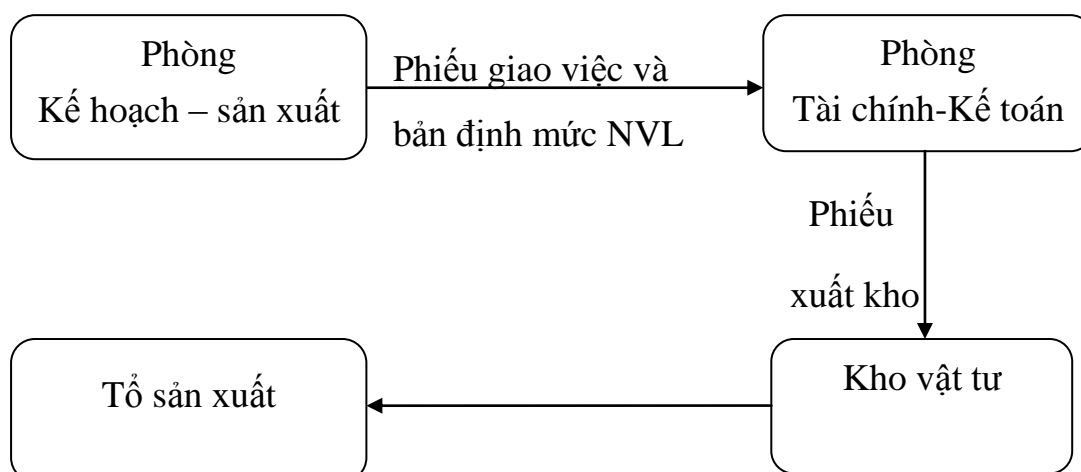 Phòng
Kế hoạch – sản xuất
Phiếu giao việc và
bản định mức NVL
Phòng
Tài chính-Kế toán
Phiếu
xuất kho
Kho vật tư
Tổ sản xuất